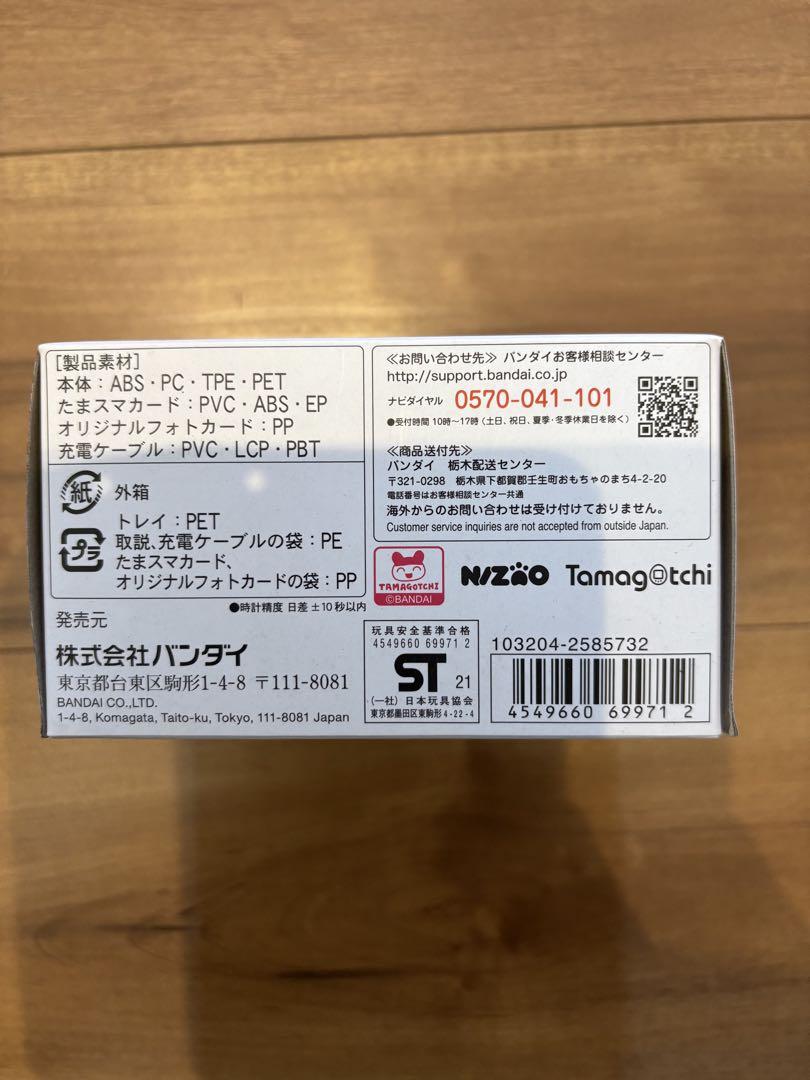 [製品素材]
本体：ABS・PC・TPE・PET
たまスマカード：PVC・ABS・EP
オリジナルフォトカード：PP
充電ケーブル：PVC・LCP・PBT
紙 外箱
プラ トレイ：PET
取説、充電ケーブルの袋：PE
たまスマカード、
オリジナルフォトカードの袋：PP
●時計精度 日差±10秒以内
発売元
株式会社バンダイ
東京都台東区駒形1-4-8 〒111-8081
BANDAI CO.,LTD.
1-4-8, Komagata, Taito-ku, Tokyo, 111-8081 Japan
≪お問い合わせ先≫ バンダイお客様相談センター
http://support.bandai.co.jp
ナビダイヤル 0570-041-101
●受付時間 10時〜17時（土日、祝日、夏季・冬季休業日を除く）
≪商品送付先≫
バンダイ 栃木配送センター
〒321-0298 栃木県下都賀郡壬生町おもちゃのまち4-2-20
電話番号はお客様相談センター共通
海外からのお問い合わせは受け付けておりません。
Customer service inquiries are not accepted from outside Japan.
TAMAGOTCHI
©BANDAI
NIZOO
Tamagotchi
玩具安全基準合格
4549660 69971 2
ST 21
（一社）日本玩具協会
東京都墨田区東駒形4-22-4
103204-2585732
4549660 69971 2